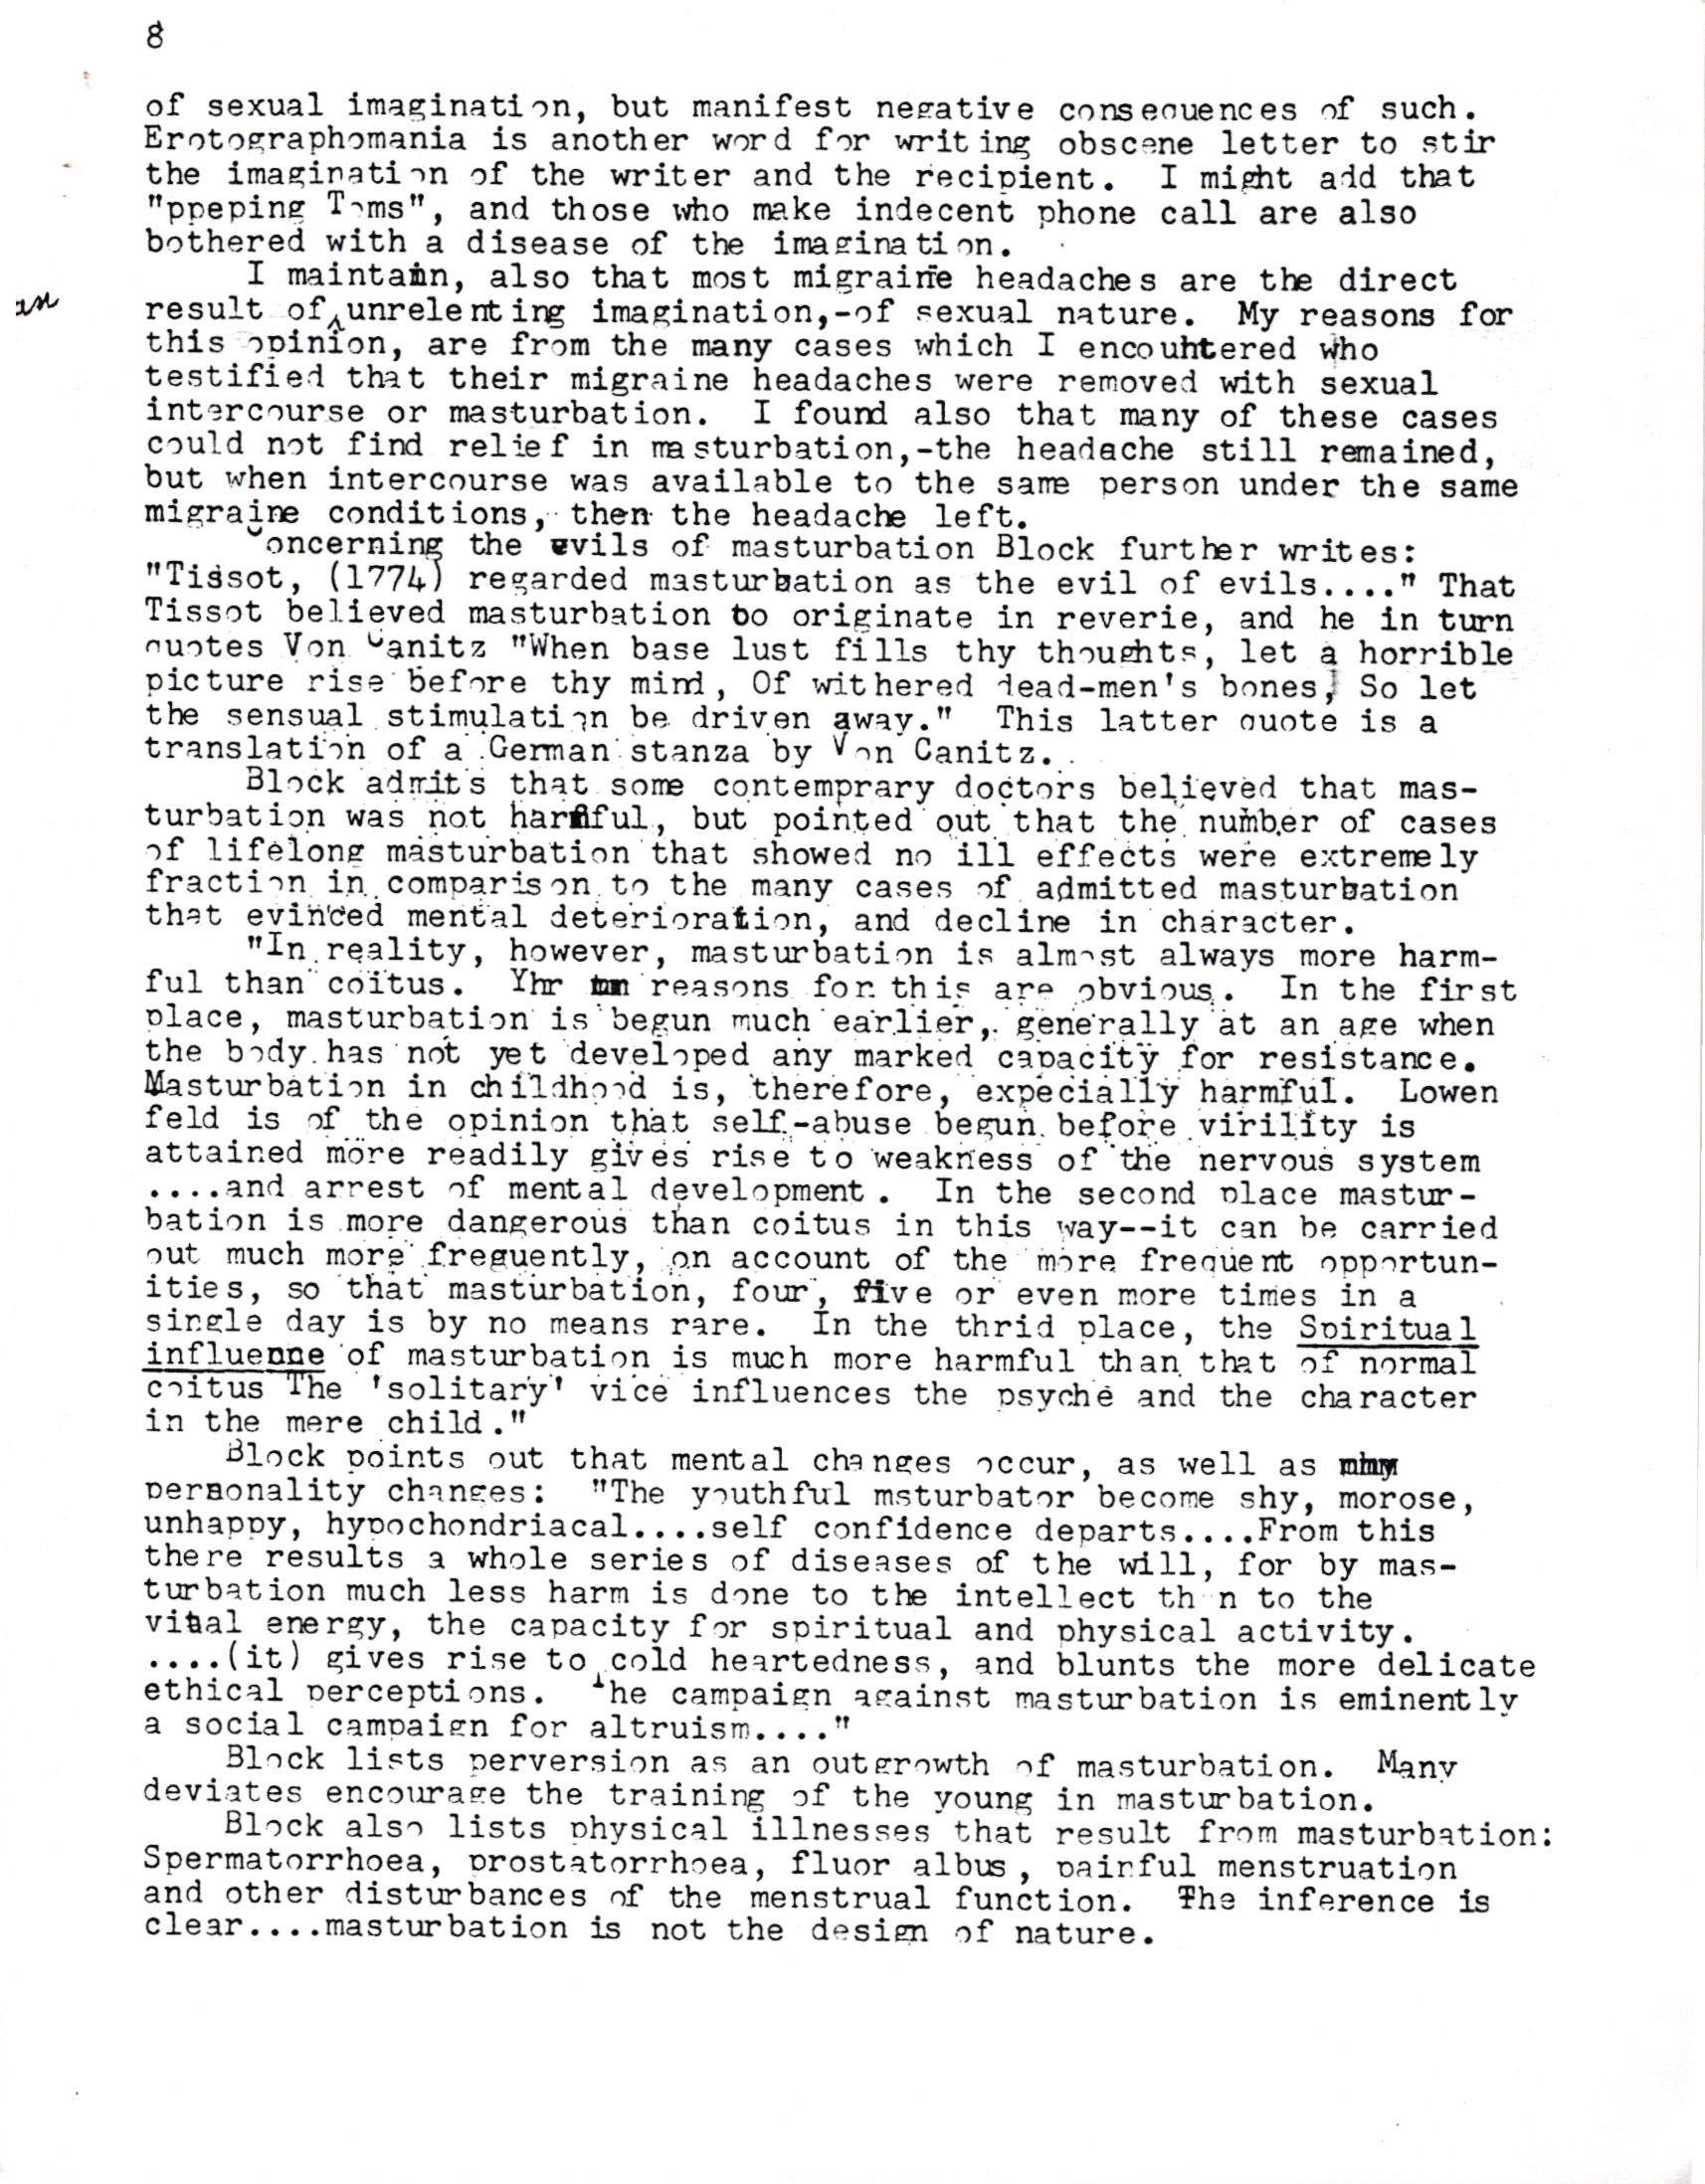 8
of sexual imagination, but manifest negative consequences of such.
Erotographomania is another word for writing obscene letter to stir
the imagination of the writer and the recipient. I might add that
"ppeping Toms", and those who make indecent phone call are also
bothered with a disease of the imagination.
I maintain, also that most migraine headaches are the direct
an
result of unrelenting imagination,-of sexual nature. My reasons for
this opinion, are from the many cases which I encouhtered who
testified that their migraine headaches were removed with sexual
intercourse or masturbation. I found also that many of these cases
could not find relief in masturbation,-the headache still remained,
but when intercourse was available to the same person under the same
migraine conditions, then the headache left.
Concerning the evils of masturbation Block further writes:
"Tissot, (1774) regarded masturbation as the evil of evils...." That
Tissot believed masturbation to originate in reverie, and he in turn
quotes Von Canitz "When base lust fills thy thoughts, let a horrible
picture rise before thy mind, Of withered dead-men's bones, So let
the sensual stimulation be driven away." This latter quote is a
translation of a German stanza by Von Canitz.
Block admits that some contemprary doctors believed that mas-
turbation was not harmful, but pointed out that the number of cases
of lifelong masturbation that showed no ill effects were extremely
fraction in comparison to the many cases of admitted masturbation
that evinced mental deterioration, and decline in character.
"In reality, however, masturbation is almost always more harm-
ful than coitus. Yhr reasons for this are obvious. In the first
place, masturbation is begun much earlier, generally at an age when
the body has not yet developed any marked capacity for resistance.
Masturbation in childhood is, therefore, expecially harmful. Lowen
feld is of the opinion that self-abuse begun before virility is
attained more readily gives rise to weakness of the nervous system
....and arrest of mental development. In the second place mastur-
bation is more dangerous than coitus in this way--it can be carried
out much more frequently, on account of the more frequent opportun-
ities, so that masturbation, four, five or even more times in a
single day is by no means rare. In the thrid place, the Spiritual
influence of masturbation is much more harmful than that of normal
coitus The 'solitary' vice influences the psyche and the character
in the mere child."
Block points out that mental changes occur, as well as
personality changes: "The youthful msturbator become shy, morose,
unhappy, hypochondriacal....self confidence departs....From this
there results a whole series of diseases of the will, for by mas-
turbation much less harm is done to the intellect th n to the
vital energy, the capacity for spiritual and physical activity.
....(it) gives rise to cold heartedness, and blunts the more delicate
ethical perceptions. The campaign against masturbation is eminently
a social campaign for altruism...."
Block lists perversion as an outgrowth of masturbation. Many
deviates encourage the training of the young in masturbation.
Block also lists physical illnesses that result from masturbation:
Spermatorrhoea, prostatorrhoea, fluor albus, painful menstruation
and other disturbances of the menstrual function. The inference is
clear....masturbation is not the design of nature.